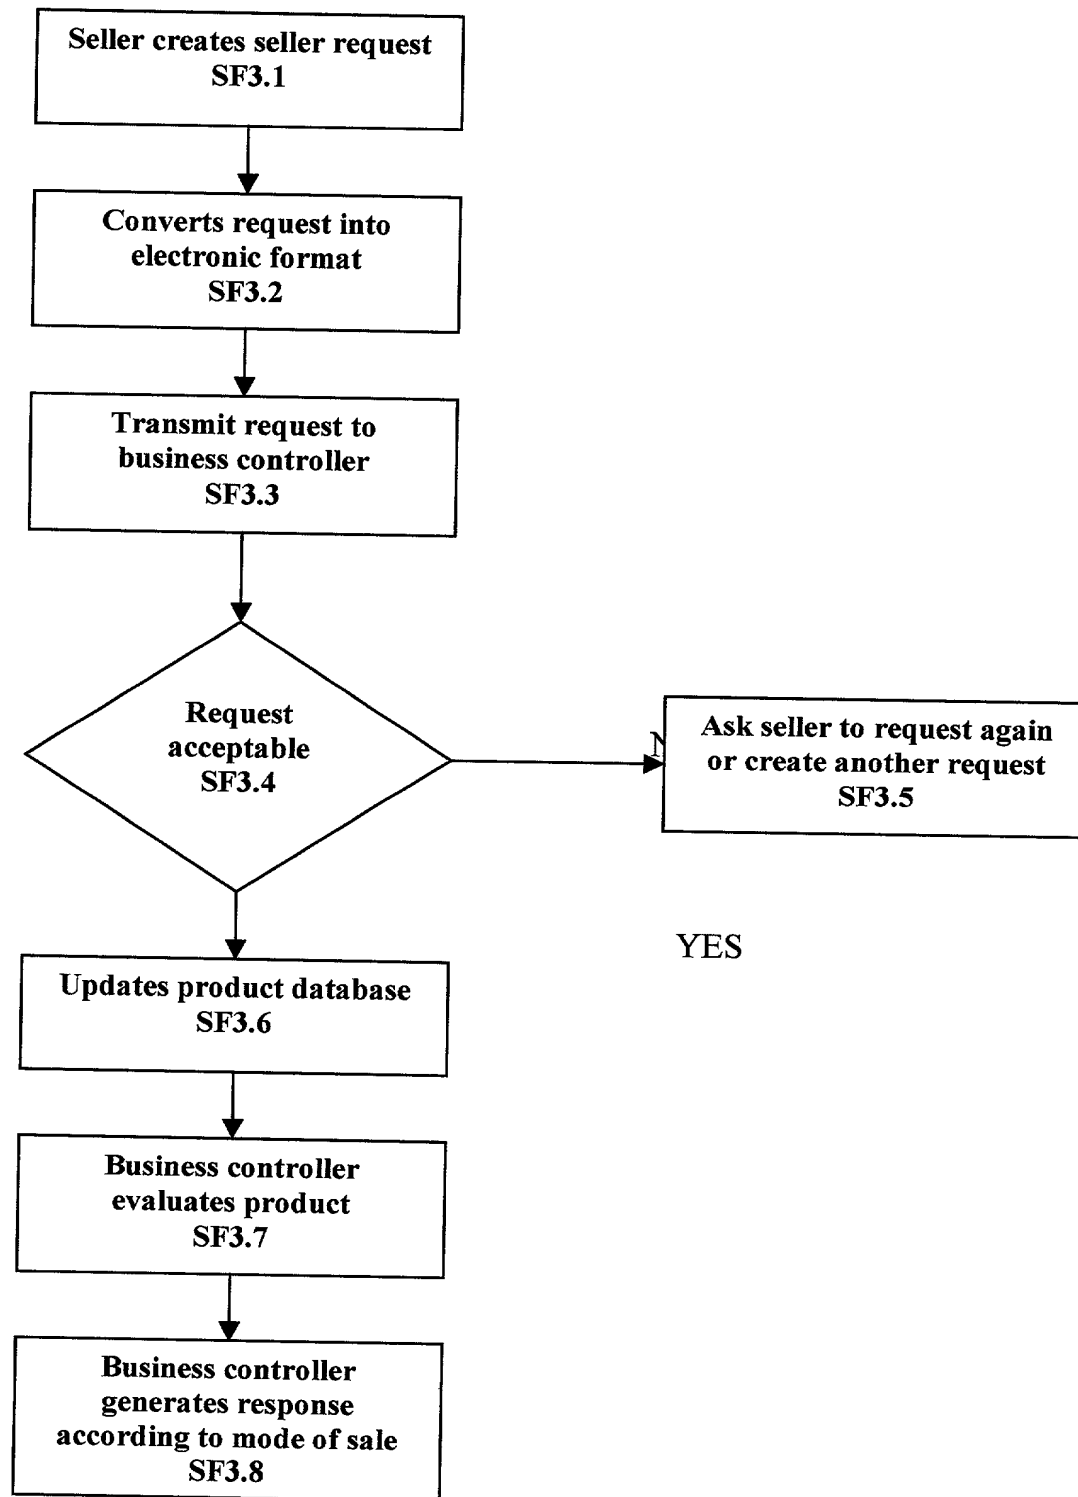 Seller creates seller request
SF3.1
Converts request into
electronic format
SF3.2
Transmit request to
business controller
SF3.3
Request
acceptable
SF3.4
Ask seller to request again
or create another request
SF3.5
YES
Updates product database
SF3.6
Business controller
evaluates product
SF3.7
Business controller
generates response
according to mode of sale
SF3.8